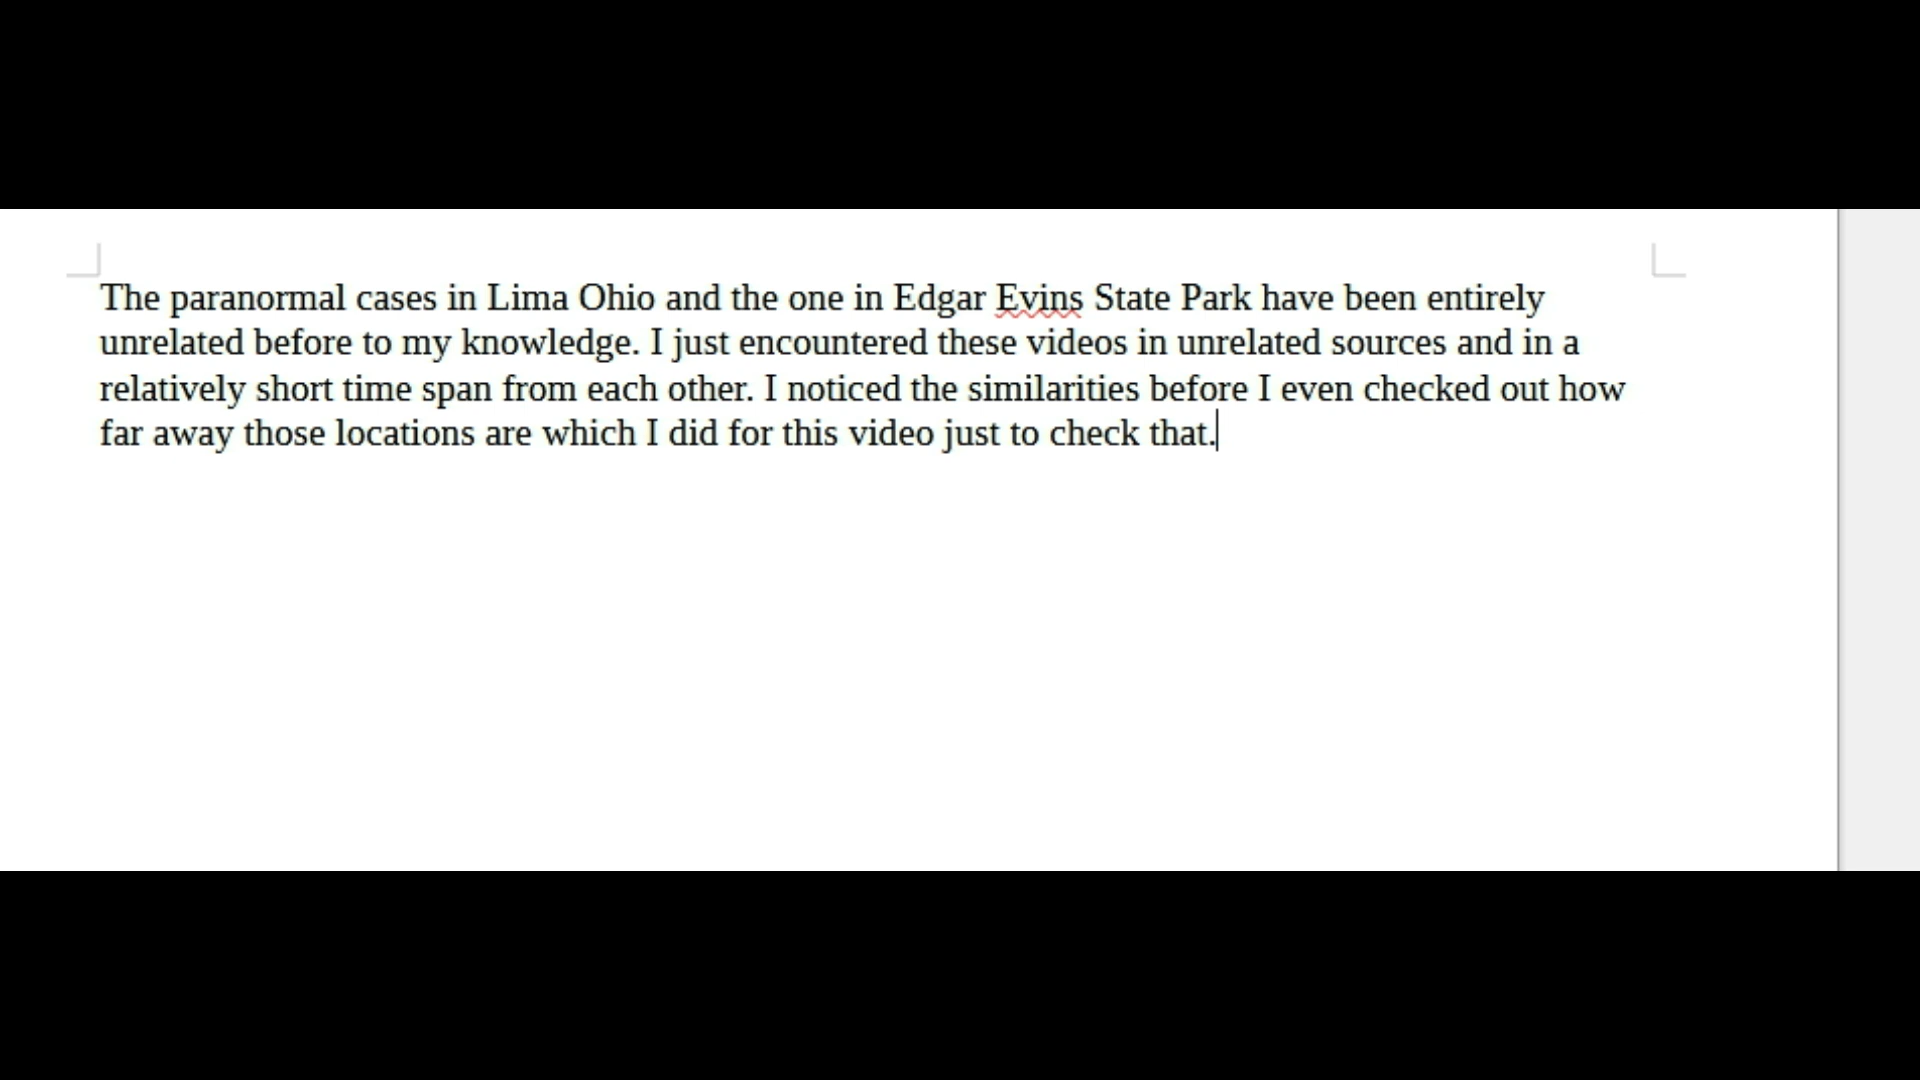 The paranormal cases in Lima Ohio and the one in Edgar Evins State Park have been entirely
unrelated before to my knowledge. I just encountered these videos in unrelated sources and in a
relatively short time span from each other. I noticed the similarities before I even checked out how
far away those locations are which I did for this video just to check that.